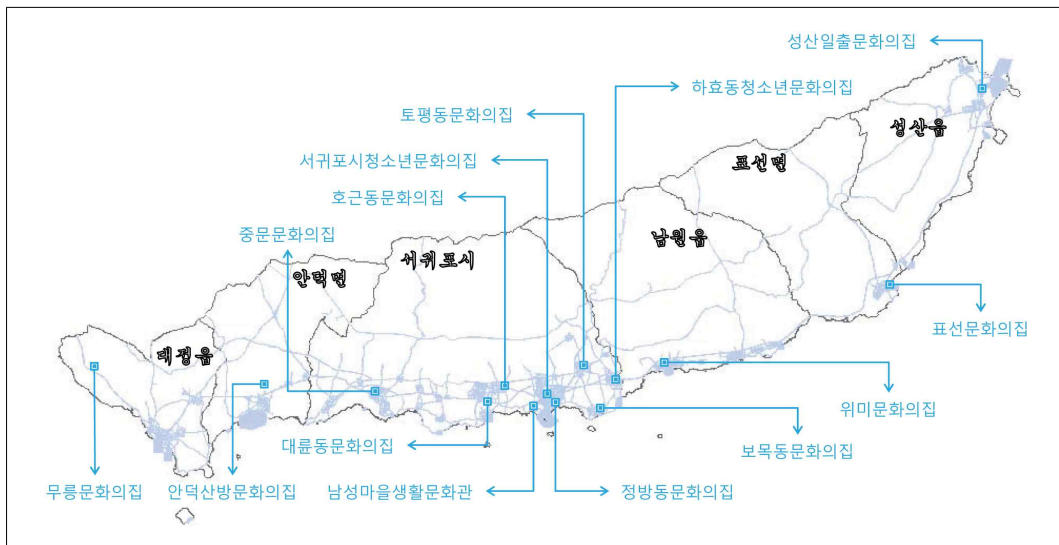 성산일출문화의집
하효동청소년문화의집
토평동문화의집
성산읍
서귀포시청소년문화의집
표선면
호근동문화의집
중문문화의집
남원읍
서귀포시
안덕면
표선문화의집
대정읍
위미문화의집
대륜동문화의집
보목동문화의집
무릉문화의집
안덕산방문화의집
남성마을생활문화관
정방동문화의집